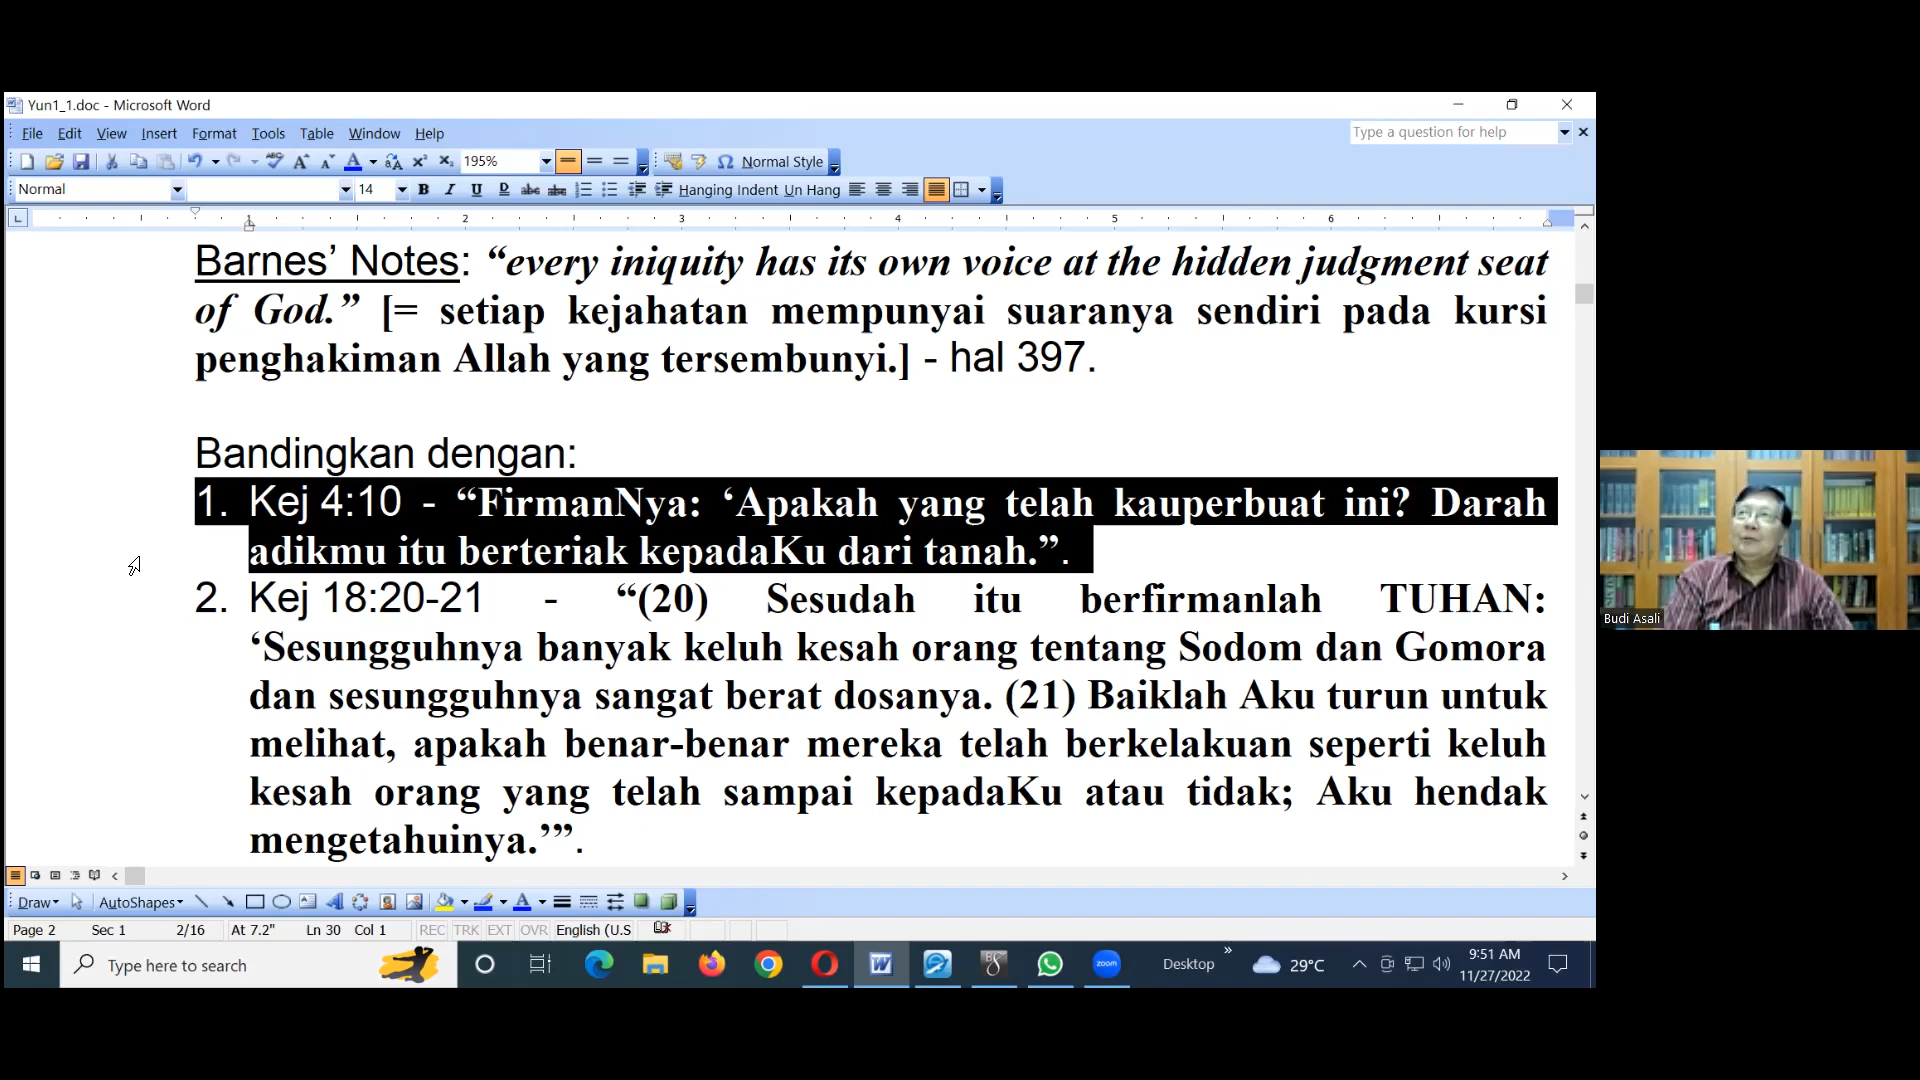 Yun1_1.doc - Microsoft Word
File Edit View Insert Format Tools Table Window Help
Type a question for help
195%
Normal Style
Normal
14
Hanging Indent Un Hang
1 2 3 4 5 6
Barnes’ Notes: “every iniquity has its own voice at the hidden judgment seat
of God.” [= setiap kejahatan mempunyai suaranya sendiri pada kursi
penghakiman Allah yang tersembunyi.] - hal 397.
Bandingkan dengan:
1. Kej 4:10 - “FirmanNya: ‘Apakah yang telah kauperbuat ini? Darah
adikmu itu berteriak kepadaKu dari tanah.”.
2. Kej 18:20-21 - “(20) Sesudah itu berfirmanlah TUHAN:
‘Sesungguhnya banyak keluh kesah orang tentang Sodom dan Gomora
dan sesungguhnya sangat berat dosanya. (21) Baiklah Aku turun untuk
melihat, apakah benar-benar mereka telah berkelakuan seperti keluh
kesah orang yang telah sampai kepadaKu atau tidak; Aku hendak
mengetahuinya.’”.
Budi Asali
Draw AutoShapes
Page 2 Sec 1 2/16 At 7.2" Ln 30 Col 1 REC TRK EXT OVR English (U.S
Type here to search
zoom
Desktop
29°C
9:51 AM
11/27/2022